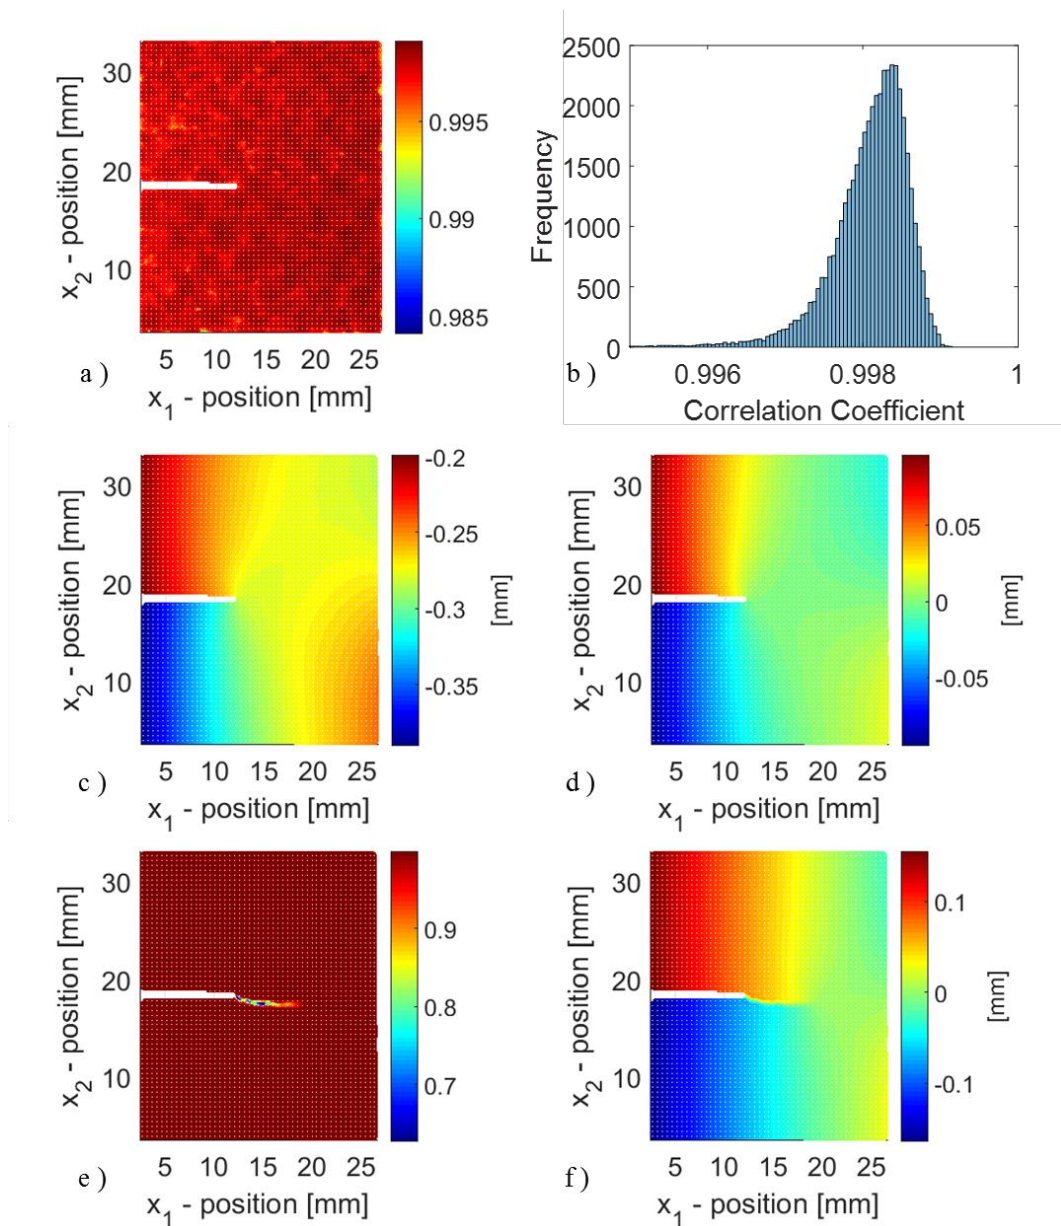 30
20
10
x2 - position [mm]
5 10 15 20 25
x1 - position [mm]
0.995
0.99
0.985
a )
2500
2000
1500
1000
500
0
Frequency
0.996 0.998 1
Correlation Coefficient
b )
30
20
10
x2 - position [mm]
5 10 15 20 25
x1 - position [mm]
-0.2
-0.25
-0.3
-0.35
[mm]
c )
30
20
10
x2 - position [mm]
5 10 15 20 25
x1 - position [mm]
0.05
0
-0.05
[mm]
d )
30
20
10
x2 - position [mm]
5 10 15 20 25
x1 - position [mm]
0.9
0.8
0.7
e )
30
20
10
x2 - position [mm]
5 10 15 20 25
x1 - position [mm]
0.1
0
-0.1
[mm]
f )